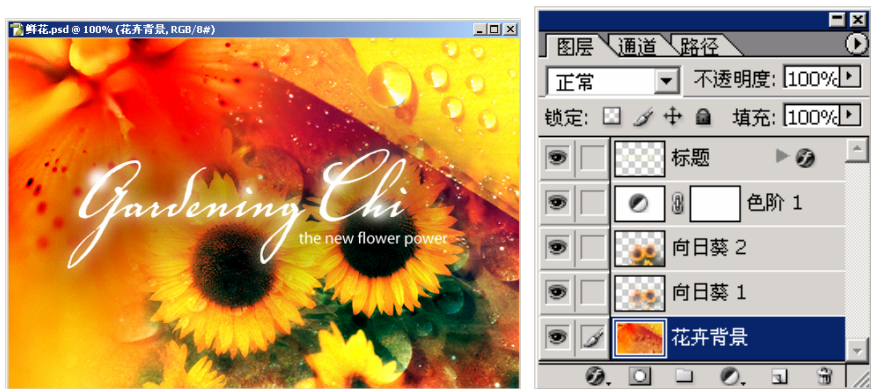 鲜花.psd @ 100% (花卉背景, RGB/8#)
Gardening Chi
the new flower power
图层 通道 路径
正常 不透明度: 100%
锁定: 填充: 100%
标题
色阶 1
向日葵 2
向日葵 1
花卉背景